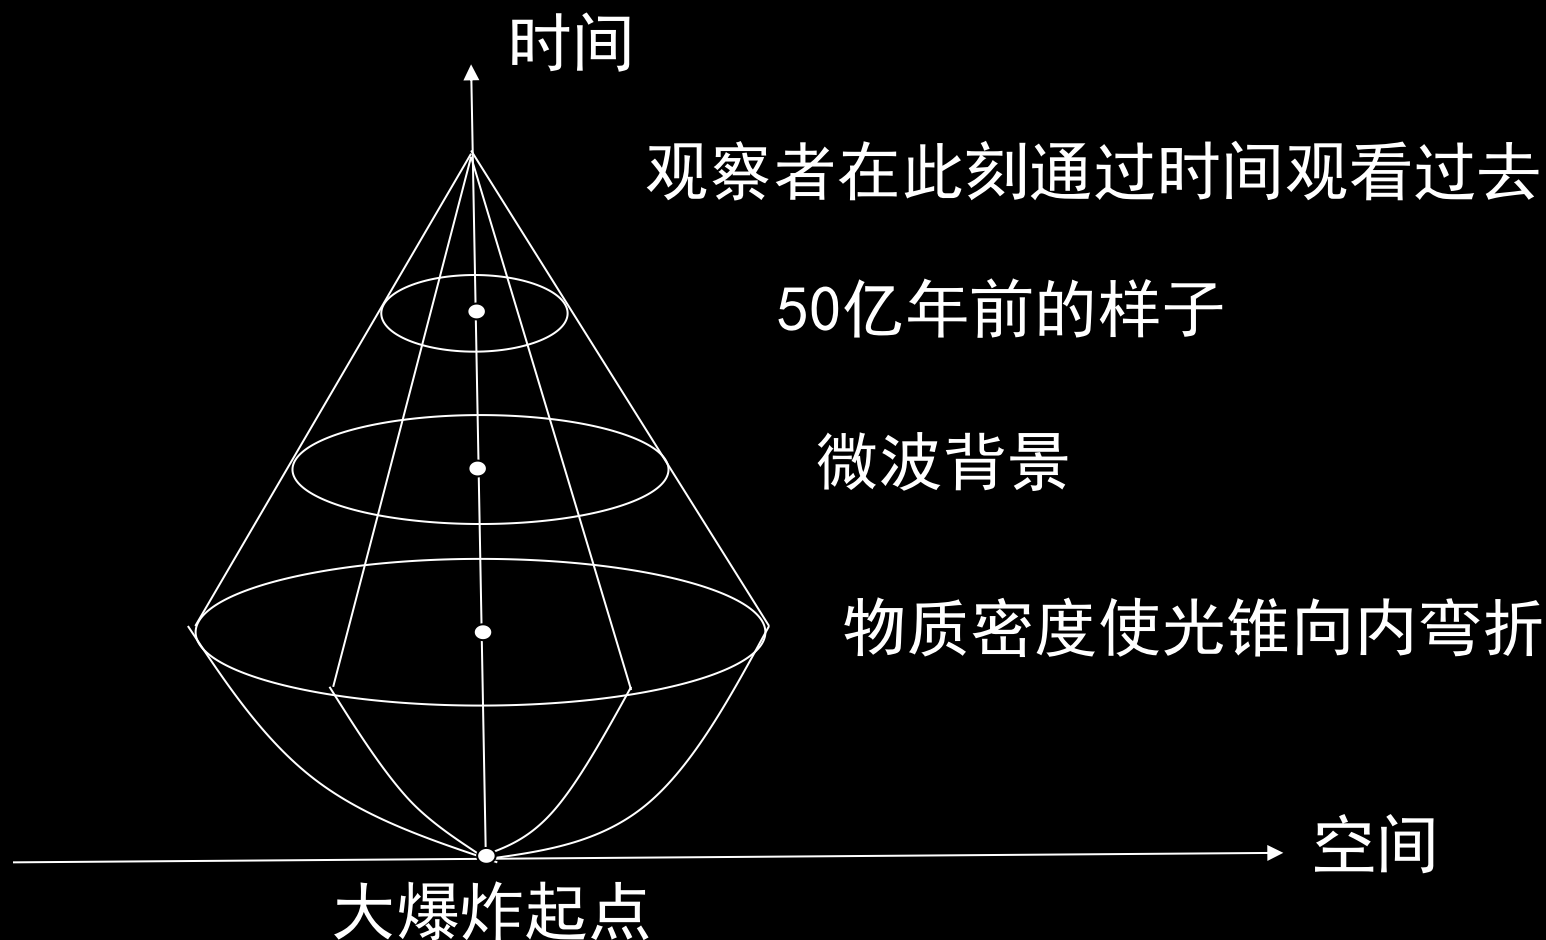 时间
观察者在此刻通过时间观看过去
50亿年前的样子
微波背景
物质密度使光锥向内弯折
空间
大爆炸起点